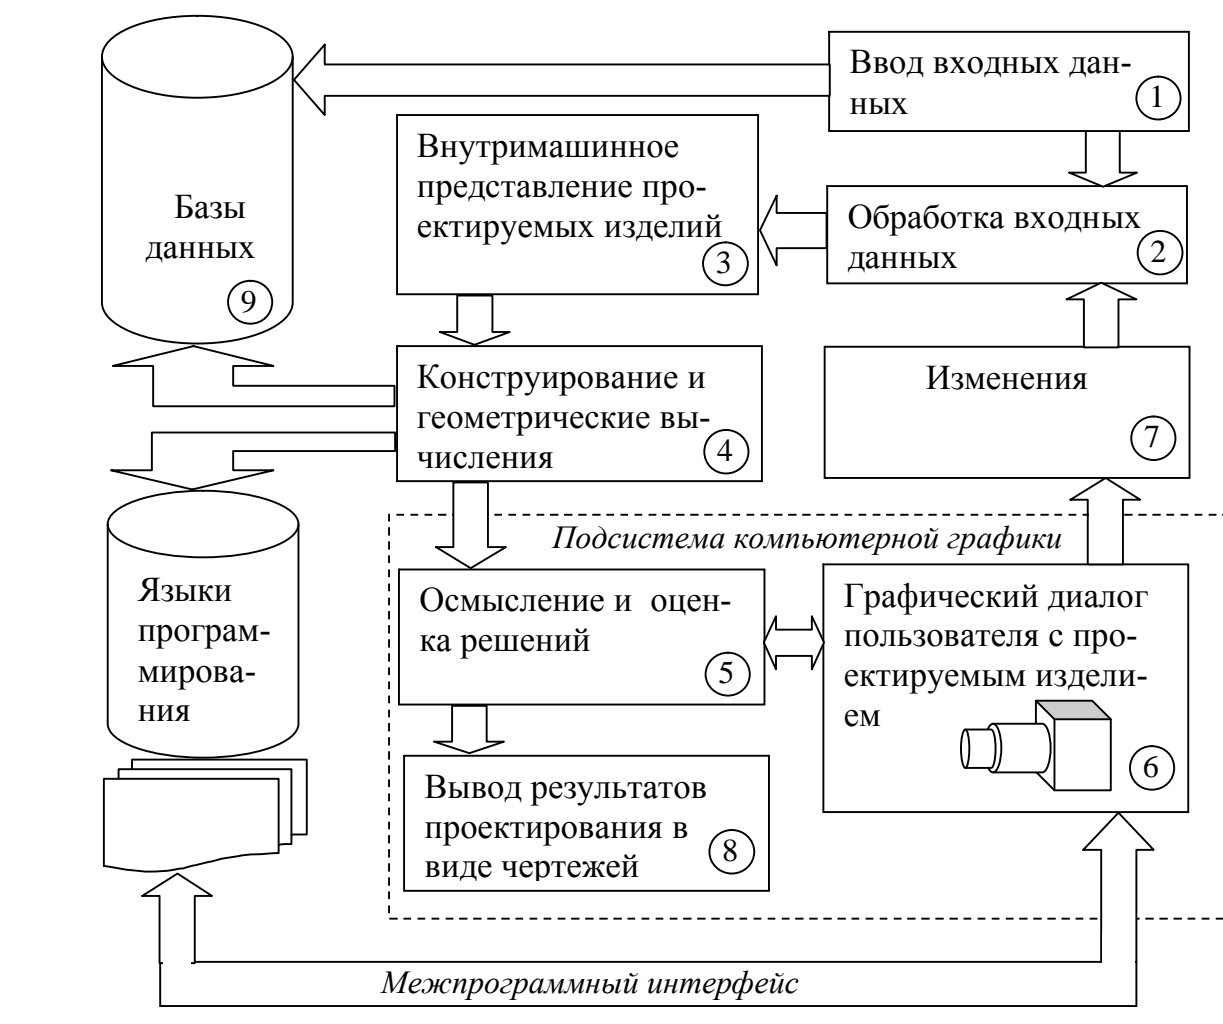 Ввод входных дан-
ных
1
Внутримашинное
представление про-
ектируемых изделий
3
Базы
данных
9
Обработка входных
данных
2
Конструирование и
геометрические вы-
числения
4
Изменения
7
Подсистема компьютерной графики
Языки
програм-
мирова-
ния
Осмысление и оцен-
ка решений
5
Графический диалог
пользователя с про-
ектируемым издели-
ем
6
Вывод результатов
проектирования в
виде чертежей
8
Межпрограммный интерфейс